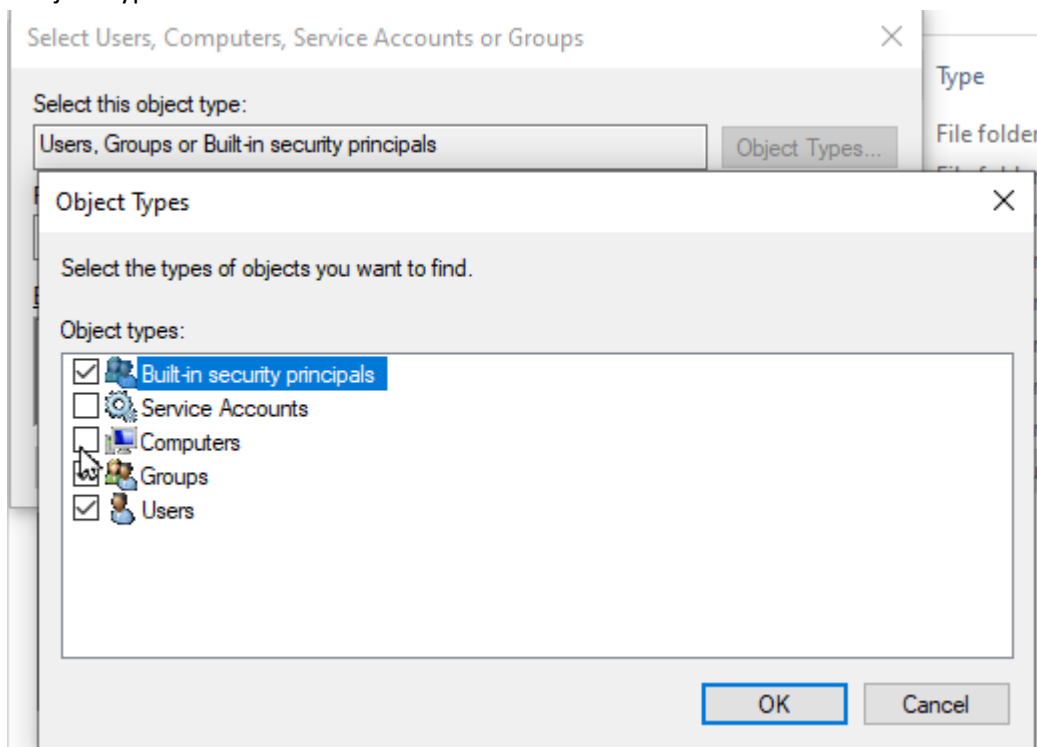 Select Users, Computers, Service Accounts or Groups
Type
Select this object type:
Users, Groups or Built-in security principals
Object Types...
File folder
Object Types
Select the types of objects you want to find.
Object types:
Built-in security principals
Service Accounts
Computers
Groups
Users
OK
Cancel